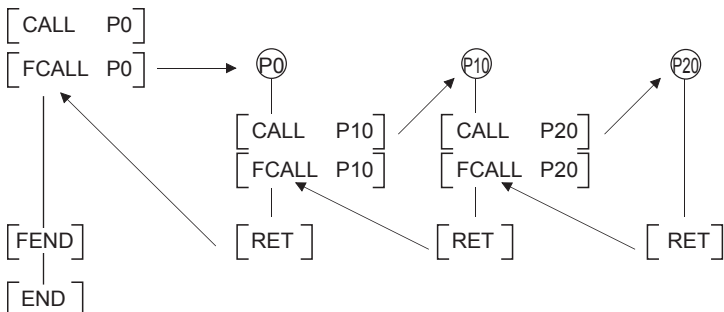 [CALL P0]
[FCALL P0]
P0
P10
P20
[CALL P10]
[CALL P20]
[FCALL P10]
[FCALL P20]
[FEND]
[RET]
[RET]
[RET]
[END]